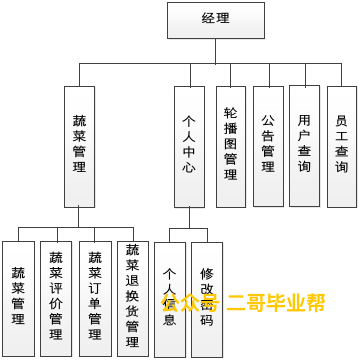 经理
蔬菜管理
个人中心
轮播图管理
公告管理
用户查询
员工查询
蔬菜管理
蔬菜评价管理
蔬菜订单管理
蔬菜退换货管理
个人信息
修改密码
公众号 二哥毕业帮